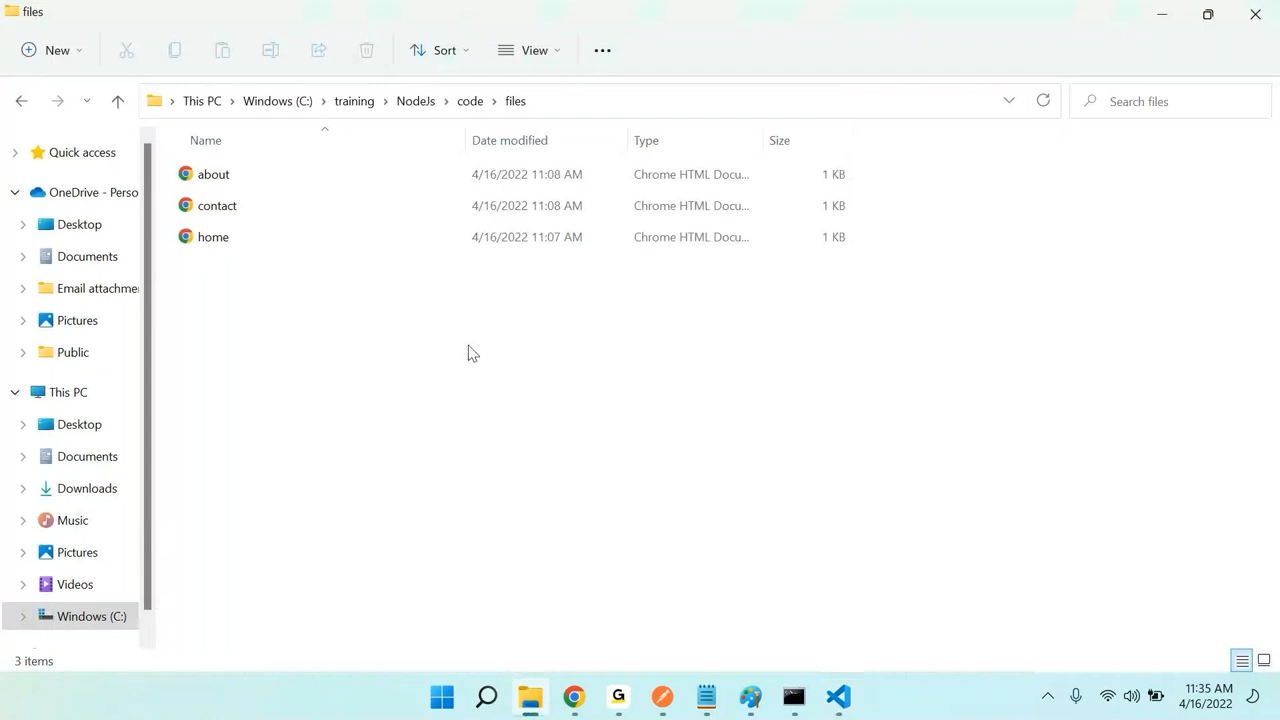 files
New Sort View
This PC Windows (C:) training NodeJs code files Search files
Name Date modified Type Size
Quick access
OneDrive - Perso
Desktop
Documents
Email attachme
Pictures
Public
This PC
Desktop
Documents
Downloads
Music
Pictures
Videos
Windows (C:)
about 4/16/2022 11:08 AM Chrome HTML Docu... 1 KB
contact 4/16/2022 11:08 AM Chrome HTML Docu... 1 KB
home 4/16/2022 11:07 AM Chrome HTML Docu... 1 KB
3 items
G
11:35 AM
4/16/2022